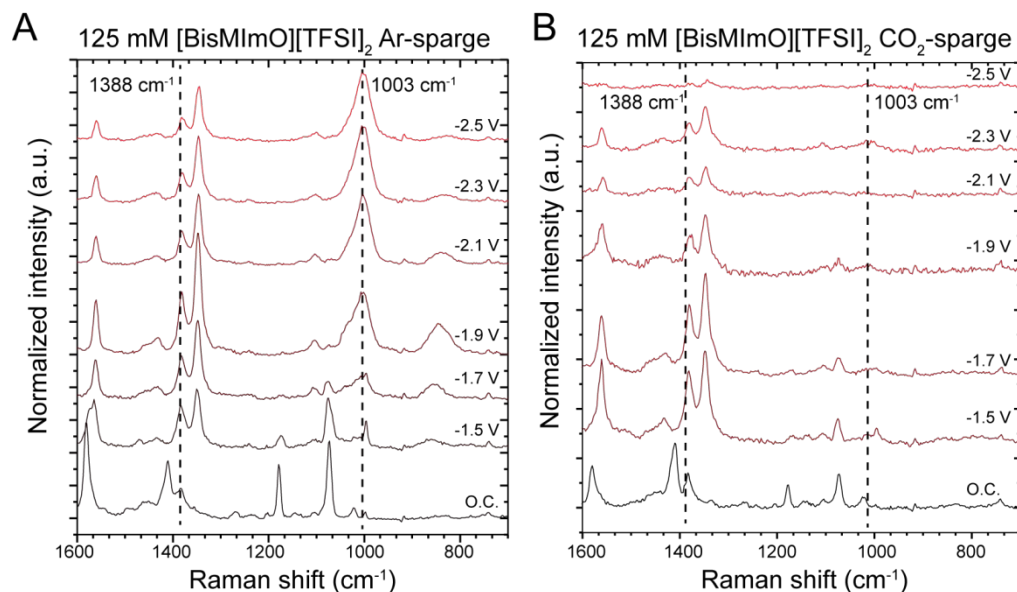 A
125 mM [BisMImO][TFSI]₂ Ar-sparge
1388 cm⁻¹
1003 cm⁻¹
-2.5 V
-2.3 V
-2.1 V
-1.9 V
-1.7 V
-1.5 V
O.C.
Normalized intensity (a.u.)
1600 1400 1200 1000 800
Raman shift (cm⁻¹)
B
125 mM [BisMImO][TFSI]₂ CO₂-sparge
-2.5 V
1388 cm⁻¹
1003 cm⁻¹
-2.3 V
-2.1 V
-1.9 V
-1.7 V
-1.5 V
O.C.
Normalized intensity (a.u.)
1600 1400 1200 1000 800
Raman shift (cm⁻¹)